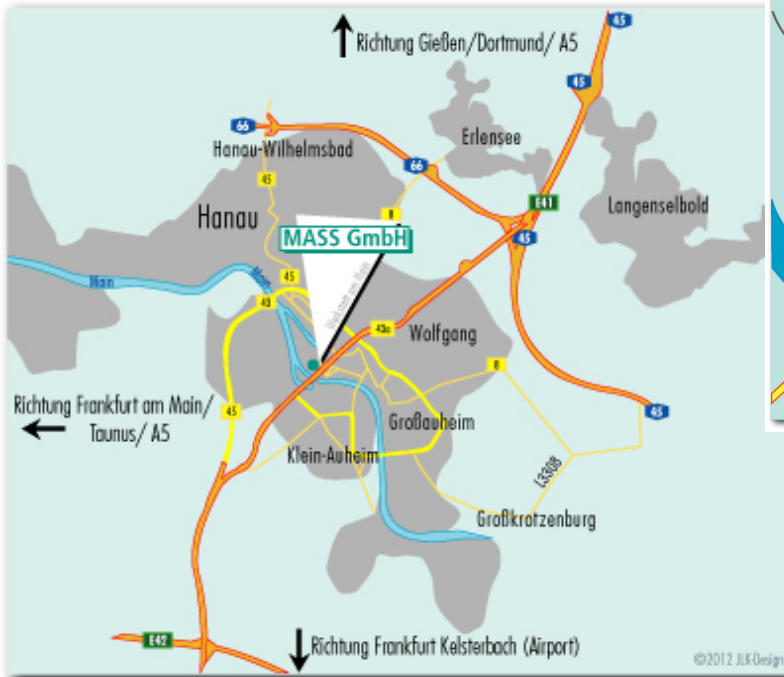 45
Richtung Gießen/Dortmund/ A5
45
66
Erlensee
Hanau-Wilhelmsbad
66
45
Langenselbold
E41
8
Hanau
MASS GmbH
45
Main
Main
45
43
43a
Wolfgang
8
Richtung Frankfurt am Main/
Taunus/ A5
45
45
Großauheim
Klein-Auheim
L3308
Großkrotzenburg
E42
Richtung Frankfurt Kelsterbach (Airport)
©2012 JLK-Design